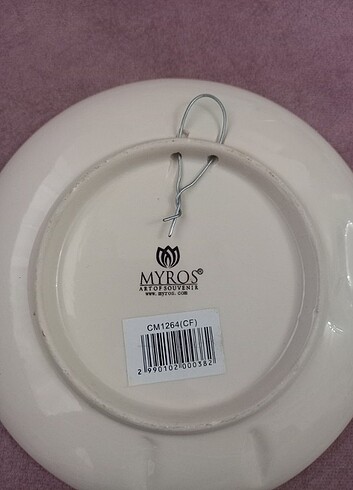 MYROS®
ART OF SOUVENIR
www.myros.com
CM1264(CF)
2 990102 000382